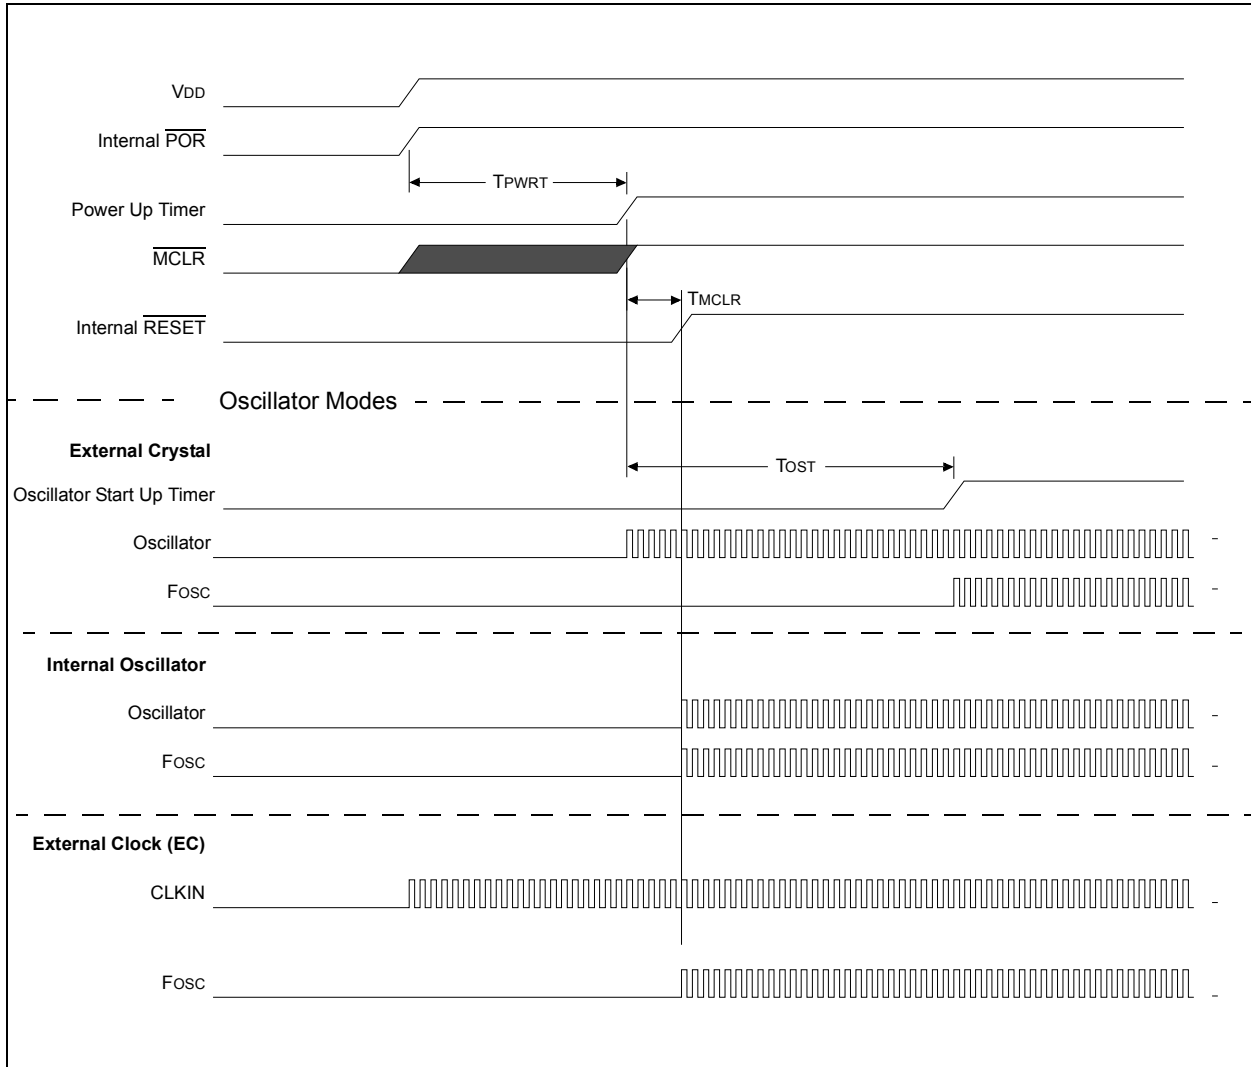 VDD
Internal POR
TPWRT
Power Up Timer
MCLR
TMCLR
Internal RESET
Oscillator Modes
External Crystal
TOST
Oscillator Start Up Timer
Oscillator
FOSC
Internal Oscillator
Oscillator
FOSC
External Clock (EC)
CLKIN
FOSC